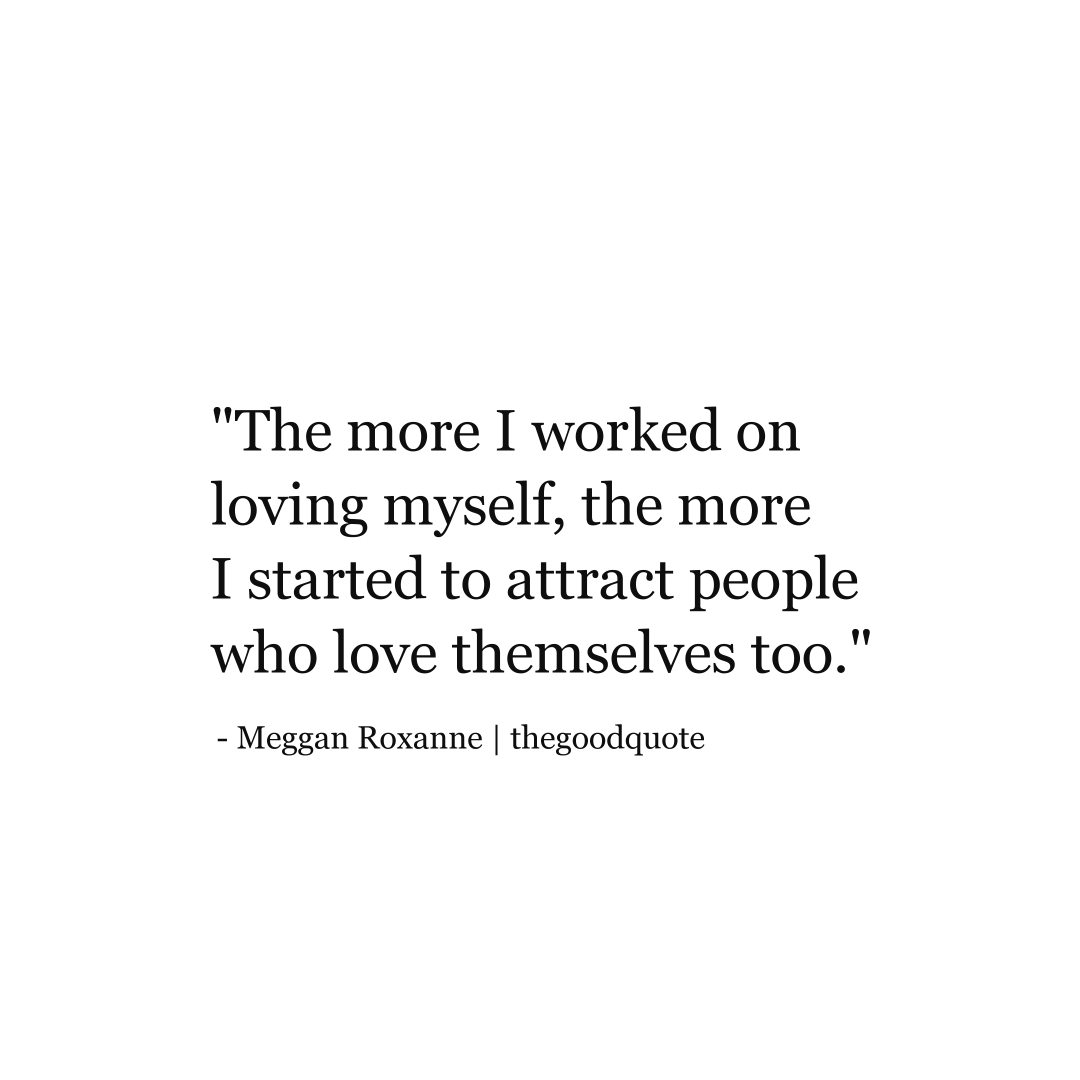 "The more I worked on
loving myself, the more
I started to attract people
who love themselves too."
- Meggan Roxanne | thegoodquote